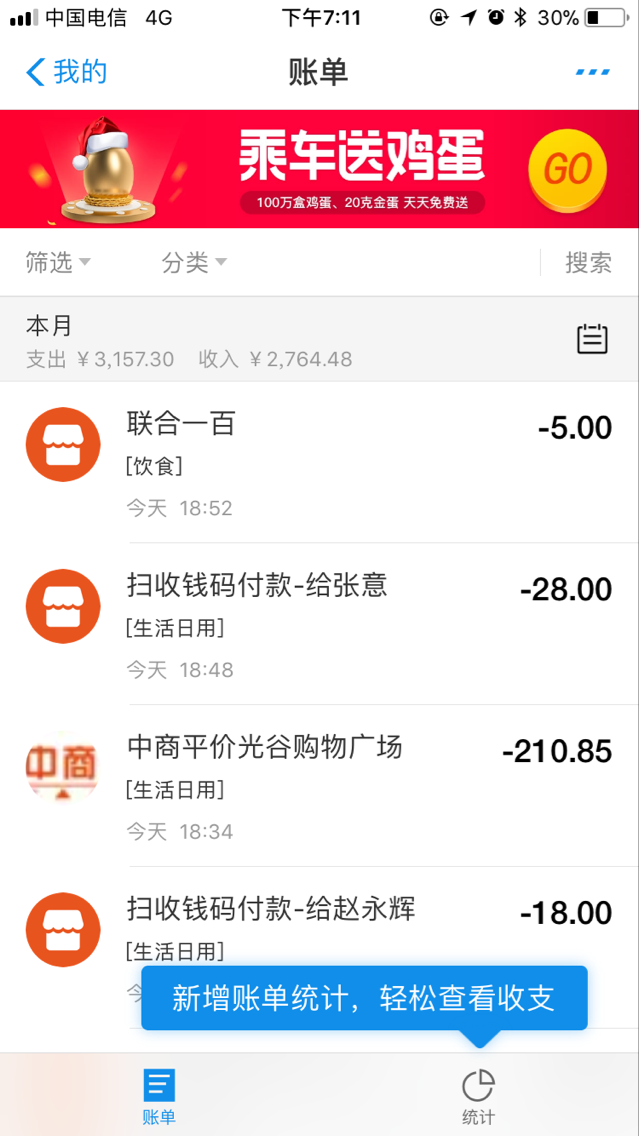 中国电信 4G 下午7:11 30%
我的 账单
乘车送鸡蛋
GO
100万盒鸡蛋、20克金蛋 天天免费送
筛选 分类 搜索
本月
支出 ￥3,157.30 收入 ￥2,764.48
联合一百 -5.00
[饮食]
今天 18:52
扫收钱码付款-给张意 -28.00
[生活日用]
今天 18:48
中商
中商平价光谷购物广场 -210.85
[生活日用]
今天 18:34
扫收钱码付款-给赵永辉 -18.00
[生活日用]
新增账单统计，轻松查看收支
账单 统计